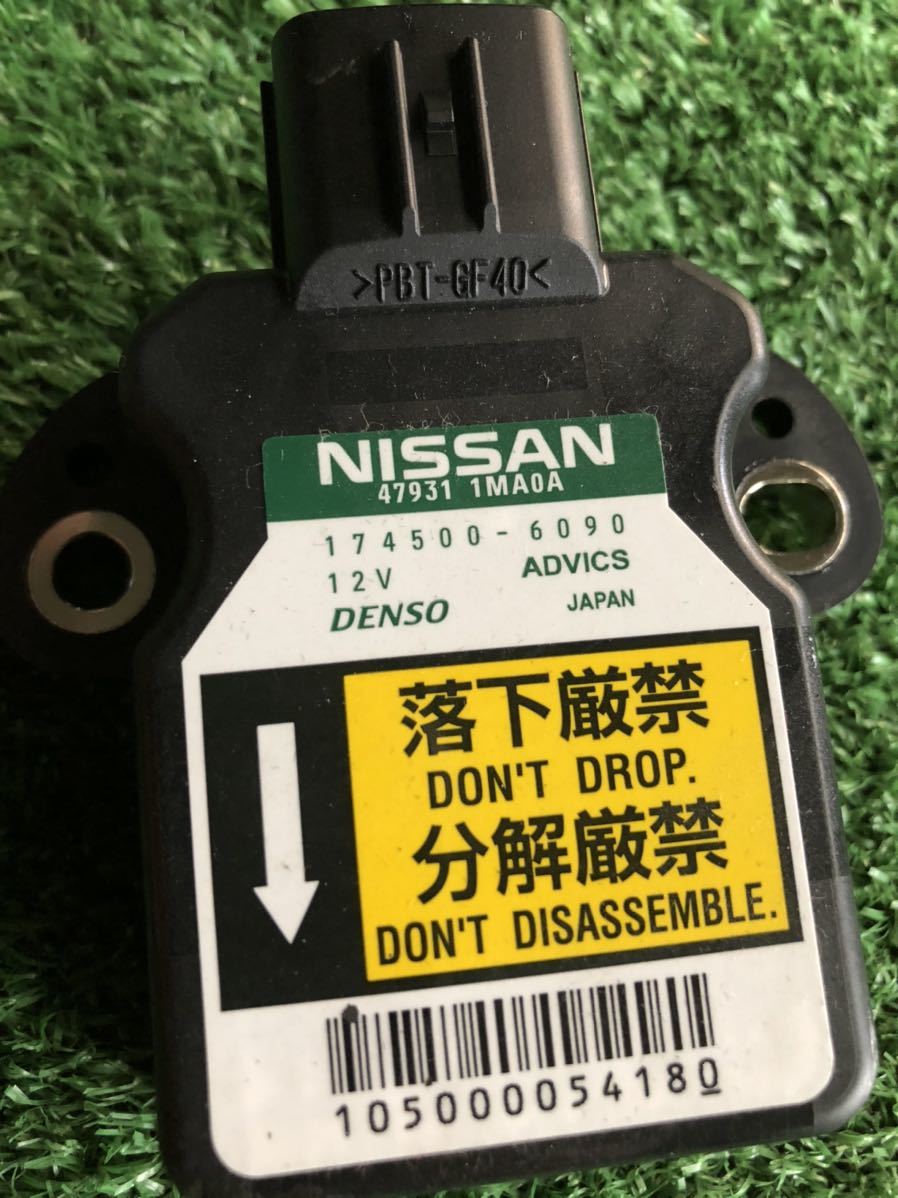 >PBT-GF40<
NISSAN
47931 1MA0A
174500-6090
12V ADVICS
DENSO JAPAN
落下厳禁
DON'T DROP.
分解厳禁
DON'T DISASSEMBLE.
105000054180